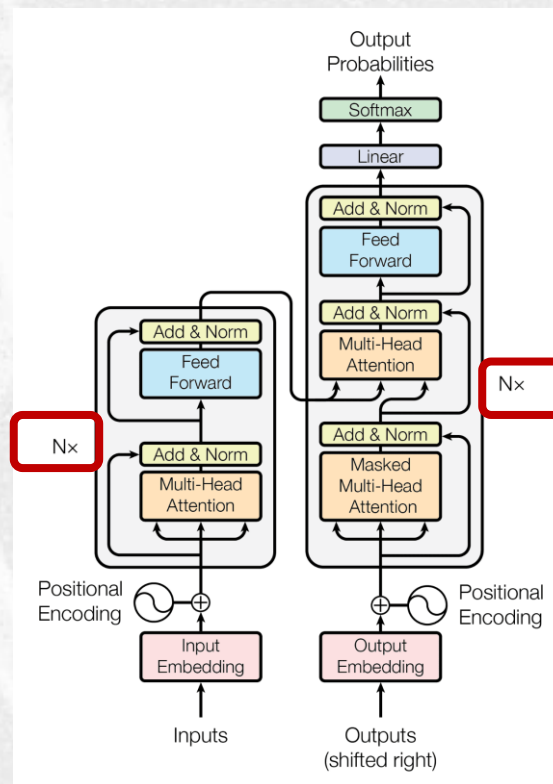 Output
Probabilities
Softmax
Linear
Add & Norm
Feed
Forward
Add & Norm
Multi-Head
Attention
Nx
Add & Norm
Masked
Multi-Head
Attention
Positional
Encoding
Output
Embedding
Outputs
(shifted right)
Add & Norm
Feed
Forward
Nx
Add & Norm
Multi-Head
Attention
Positional
Encoding
Input
Embedding
Inputs